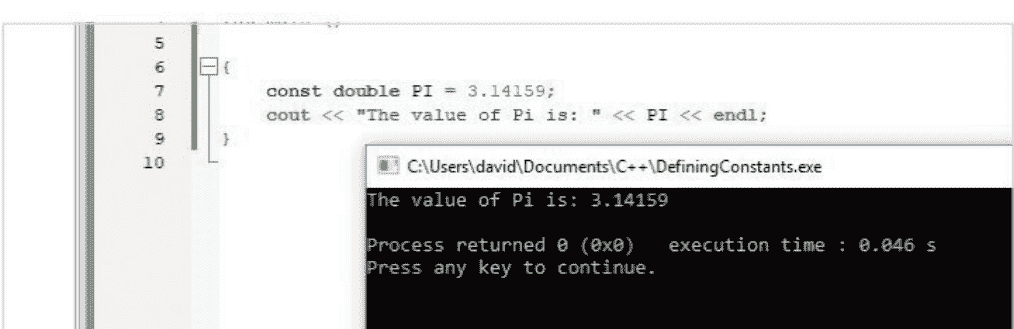 5
6 {
7 const double PI = 3.14159;
8 cout << "The value of Pi is: " << PI << endl;
9 }
10
C:\Users\david\Documents\C++\DefiningConstants.exe
The value of Pi is: 3.14159
Process returned 0 (0x0) execution time : 0.046 s
Press any key to continue.